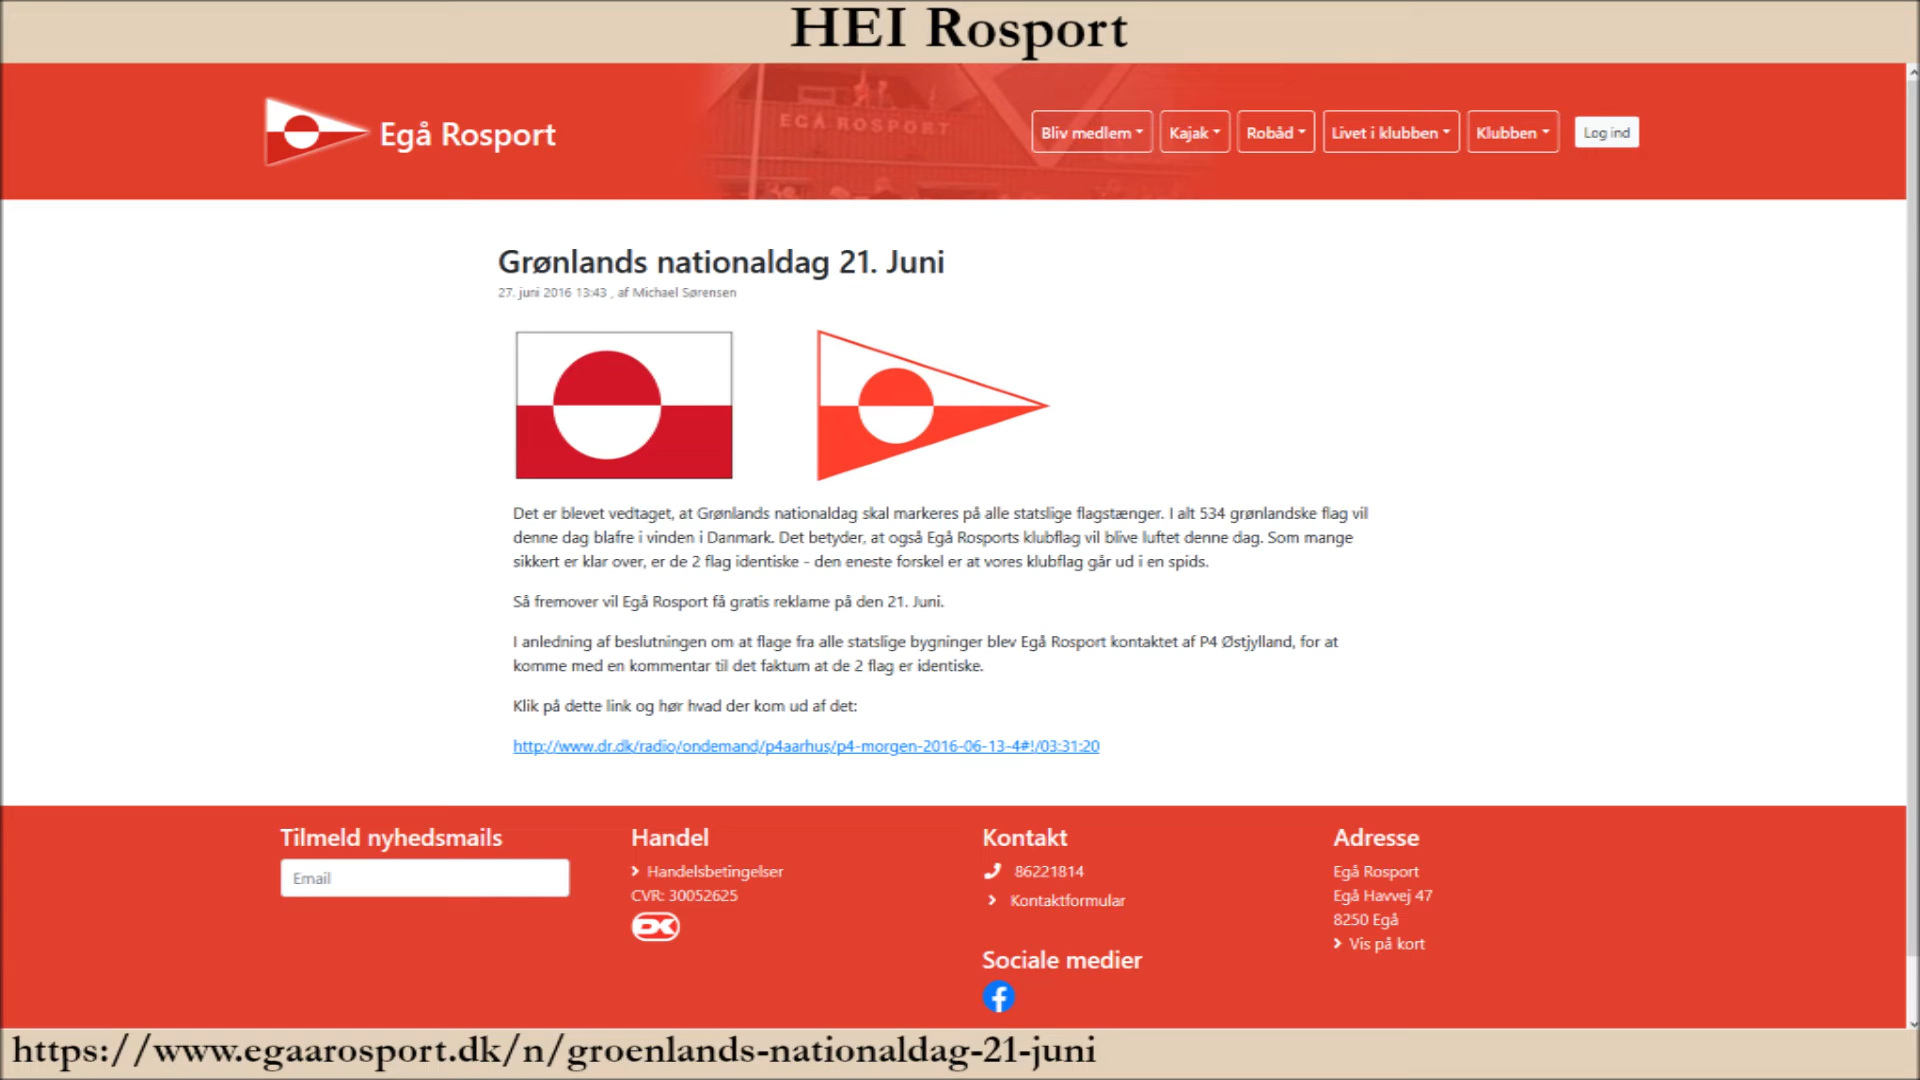 HEI Rosport
EGÅ ROSPORT
Egå Rosport
Bliv medlem
Kajak
Robåd
Livet i klubben
Klubben
Log ind
Grønlands nationaldag 21. Juni
27. juni 2016 13:43 , af Michael Sørensen
Det er blevet vedtaget, at Grønlands nationaldag skal markeres på alle statslige flagstænger. I alt 534 grønlandske flag vil
denne dag blafre i vinden i Danmark. Det betyder, at også Egå Rosports klubflag vil blive luftet denne dag. Som mange
sikkert er klar over, er de 2 flag identiske - den eneste forskel er at vores klubflag går ud i en spids.
Så fremover vil Egå Rosport få gratis reklame på den 21. Juni.
I anledning af beslutningen om at flage fra alle statslige bygninger blev Egå Rosport kontaktet af P4 Østjylland, for at
komme med en kommentar til det faktum at de 2 flag er identiske.
Klik på dette link og hør hvad der kom ud af det:
http://www.dr.dk/radio/ondemand/p4aarhus/p4-morgen-2016-06-13-4#!/03:31:20
Tilmeld nyhedsmails
Email
Handel
Handelsbetingelser
CVR: 30052625
DK
Kontakt
86221814
Kontaktformular
Sociale medier
Adresse
Egå Rosport
Egå Havvej 47
8250 Egå
Vis på kort
https://www.egaarosport.dk/n/groenlands-nationaldag-21-juni